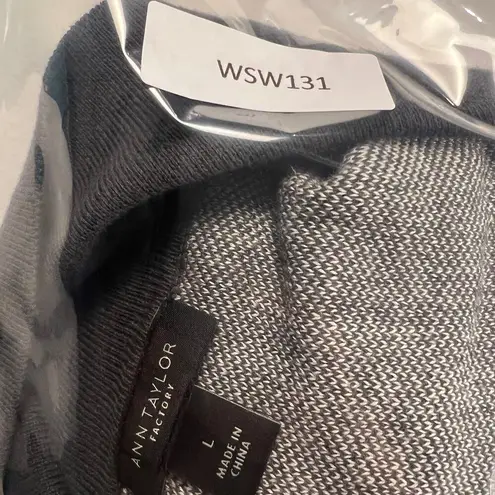 WSW131
ANN TAYLOR
FACTORY
L
MADE IN
CHINA